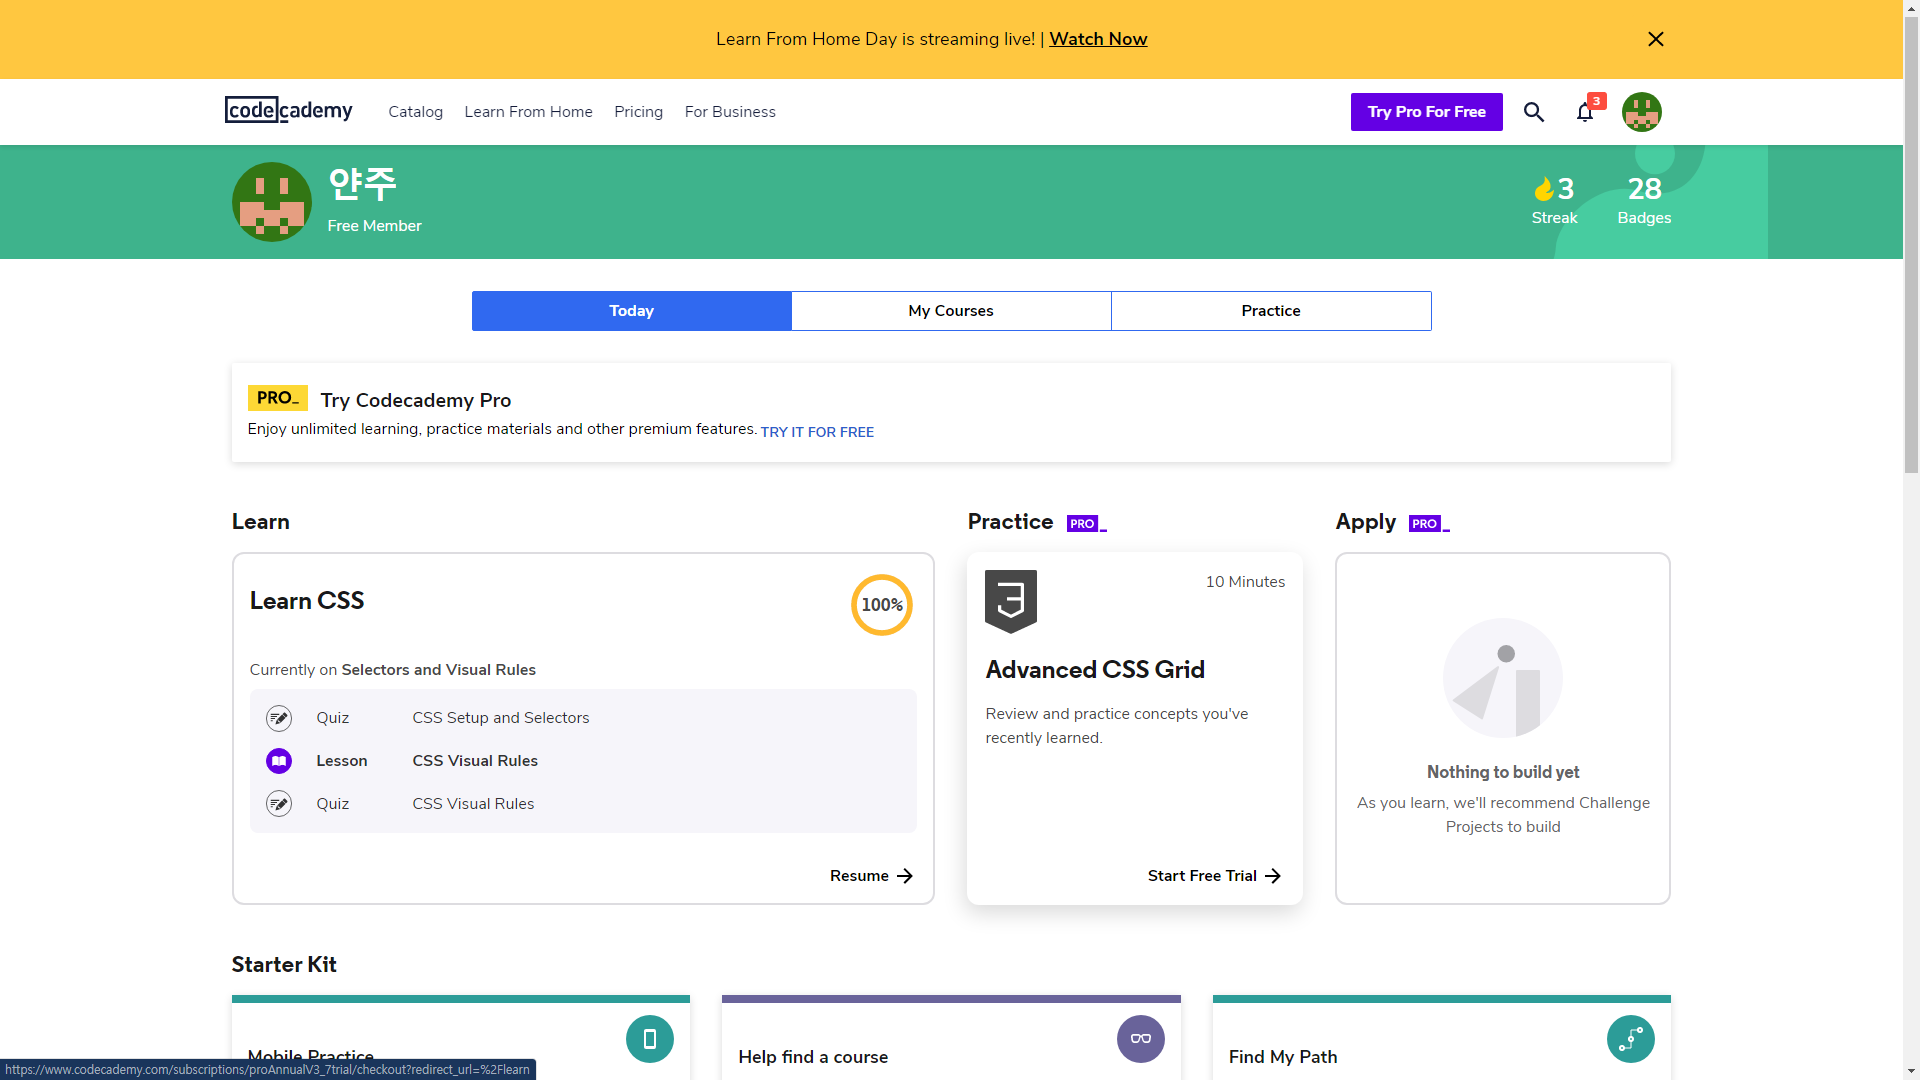 Learn From Home Day is streaming live! | Watch Now
codecademy
Catalog
Learn From Home
Pricing
For Business
Try Pro For Free
3
얀주
Free Member
3
Streak
28
Badges
Today
My Courses
Practice
PRO_
Try Codecademy Pro
Enjoy unlimited learning, practice materials and other premium features. TRY IT FOR FREE
Learn
Learn CSS
100%
Currently on Selectors and Visual Rules
Quiz CSS Setup and Selectors
Lesson CSS Visual Rules
Quiz CSS Visual Rules
Resume
Practice PRO_
10 Minutes
Advanced CSS Grid
Review and practice concepts you've
recently learned.
Start Free Trial
Apply PRO_
Nothing to build yet
As you learn, we'll recommend Challenge
Projects to build
Starter Kit
Mobile Practice
Help find a course
Find My Path
https://www.codecademy.com/subscriptions/proAnnualV3_7trial/checkout?redirect_url=%2Flearn